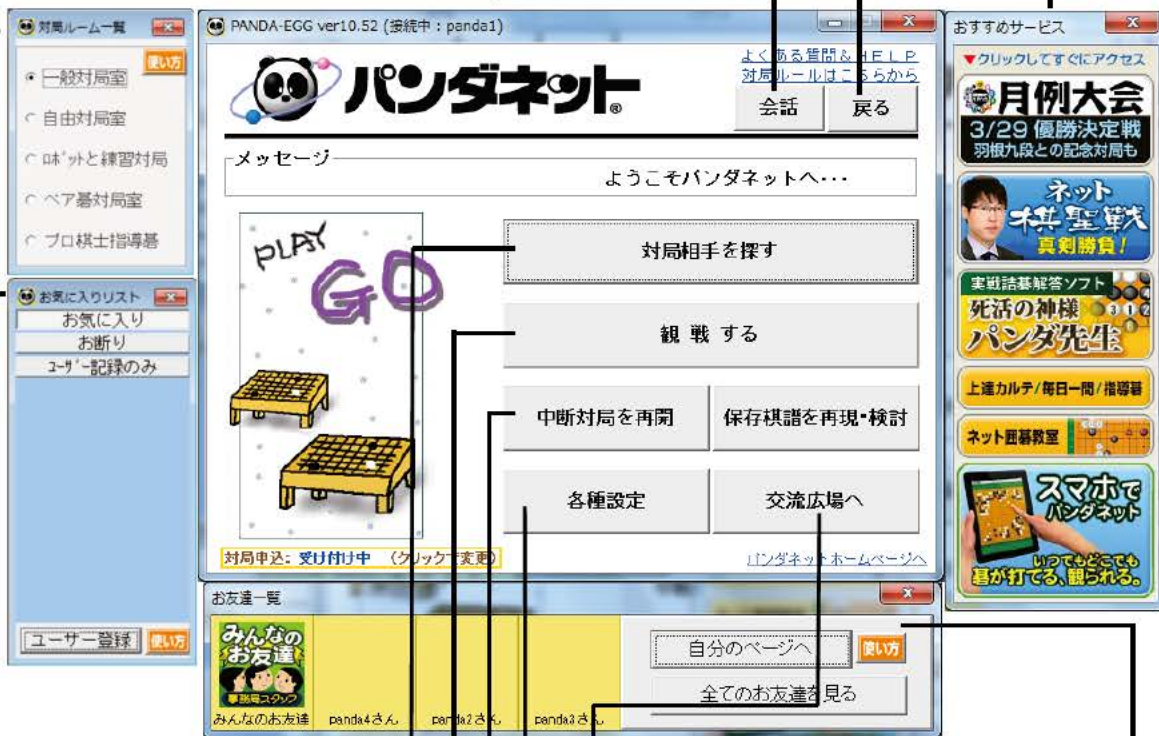 対局ルーム一覧
使い方
一般対局室
自由対局室
ロボットと練習対局
ペア碁対局室
プロ棋士指導碁
お気に入りリスト
お気に入り
お断り
ユーザー記録のみ
ユーザー登録
使い方
PANDA-EGG ver10.52 (接続中：panda1)
パンダネット®
よくある質問&HELP
対局ルールはこちらから
会話
戻る
メッセージ
ようこそパンダネットへ・・・
PLAY
GO
対局相手を探す
観 戦 する
中断対局を再開
保存棋譜を再現・検討
各種設定
交流広場へ
対局申込：受け付け中 （クリックで変更）
パンダネットホームページへ
お友達一覧
みんなの
お友達
事務局スタッフ
みんなのお友達
panda4さん
panda2さん
panda3さん
自分のページへ
使い方
全てのお友達を見る
おすすめサービス
▼クリックしてすぐにアクセス
月例大会
3/29 優勝決定戦
羽根九段との記念対局も
ネット
棋聖戦
真剣勝負！
実戦詰碁解答ソフト
死活の神様
パンダ先生
上達カルテ/毎日一問/指導碁
ネット囲碁教室
スマホで
パンダネット
いつでもどこでも
碁が打てる、観られる。